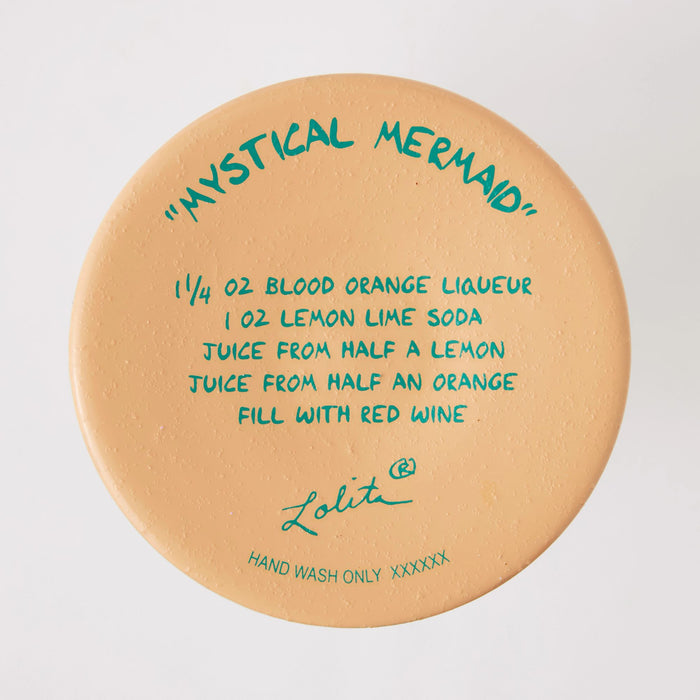 "MYSTICAL MERMAID"
1 1/4 OZ BLOOD ORANGE LIQUEUR
1 OZ LEMON LIME SODA
JUICE FROM HALF A LEMON
JUICE FROM HALF AN ORANGE
FILL WITH RED WINE
Lolita ®
HAND WASH ONLY XXXXXX